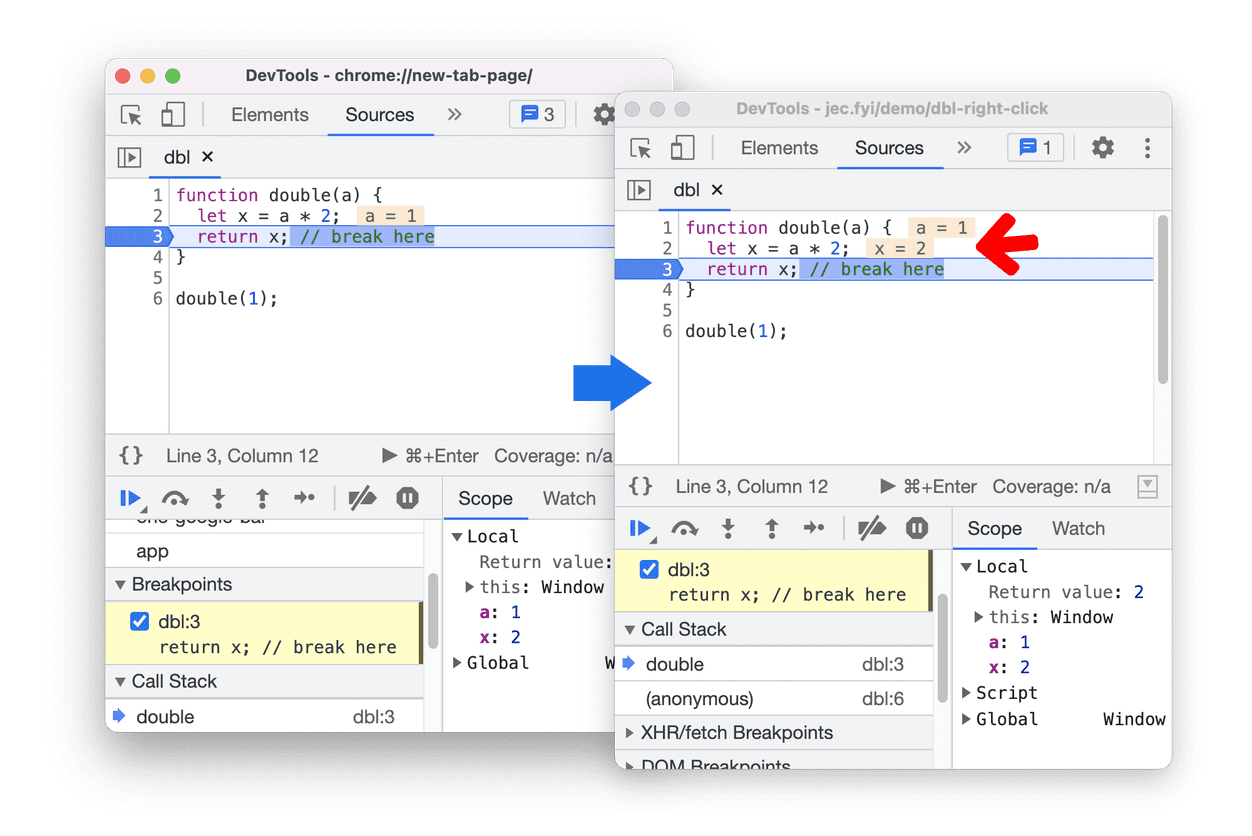 DevTools - chrome://new-tab-page/
Elements Sources 3
dbl
1 function double(a) {
2 let x = a * 2; a = 1
3 return x; // break here
4 }
5
6 double(1);
{} Line 3, Column 12 ⌘+Enter Coverage: n/a
Scope Watch
one-google-bar
app
Breakpoints
dbl:3
return x; // break here
Call Stack
double dbl:3
Local
Return value:
this: Window
a: 1
x: 2
Global W
DevTools - jec.fyi/demo/dbl-right-click
Elements Sources 1
dbl
1 function double(a) { a = 1
2 let x = a * 2; x = 2
3 return x; // break here
4 }
5
6 double(1);
{} Line 3, Column 12 ⌘+Enter Coverage: n/a
Scope Watch
dbl:3
return x; // break here
Call Stack
double dbl:3
(anonymous) dbl:6
XHR/fetch Breakpoints
DOM Breakpoints
Local
Return value: 2
this: Window
a: 1
x: 2
Script
Global Window